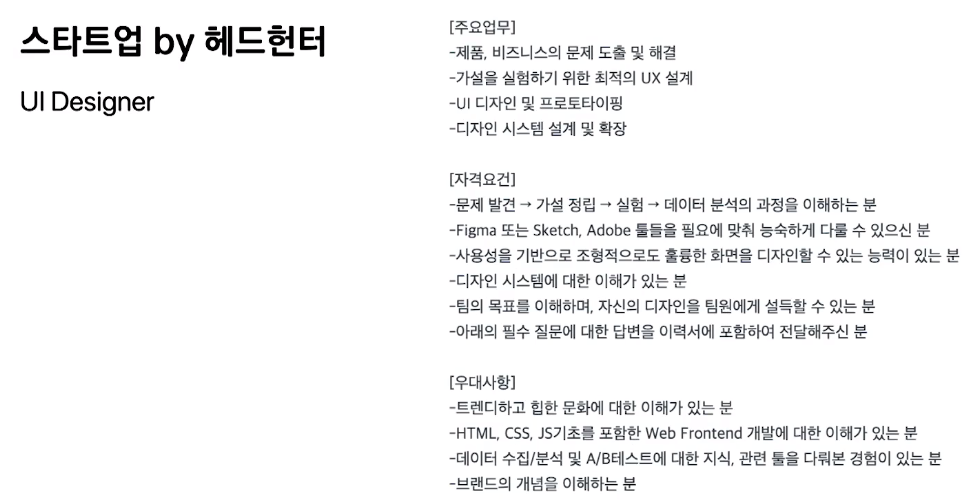 스타트업 by 헤드헌터
UI Designer
[주요업무]
-제품, 비즈니스의 문제 도출 및 해결
-가설을 실험하기 위한 최적의 UX 설계
-UI 디자인 및 프로토타이핑
-디자인 시스템 설계 및 확장
[자격요건]
-문제 발견 → 가설 정립 → 실험 → 데이터 분석의 과정을 이해하는 분
-Figma 또는 Sketch, Adobe 툴들을 필요에 맞춰 능숙하게 다룰 수 있으신 분
-사용성을 기반으로 조형적으로도 훌륭한 화면을 디자인할 수 있는 능력이 있는 분
-디자인 시스템에 대한 이해가 있는 분
-팀의 목표를 이해하며, 자신의 디자인을 팀원에게 설득할 수 있는 분
-아래의 필수 질문에 대한 답변을 이력서에 포함하여 전달해주신 분
[우대사항]
-트렌디하고 힙한 문화에 대한 이해가 있는 분
-HTML, CSS, JS기초를 포함한 Web Frontend 개발에 대한 이해가 있는 분
-데이터 수집/분석 및 A/B테스트에 대한 지식, 관련 툴을 다뤄본 경험이 있는 분
-브랜드의 개념을 이해하는 분